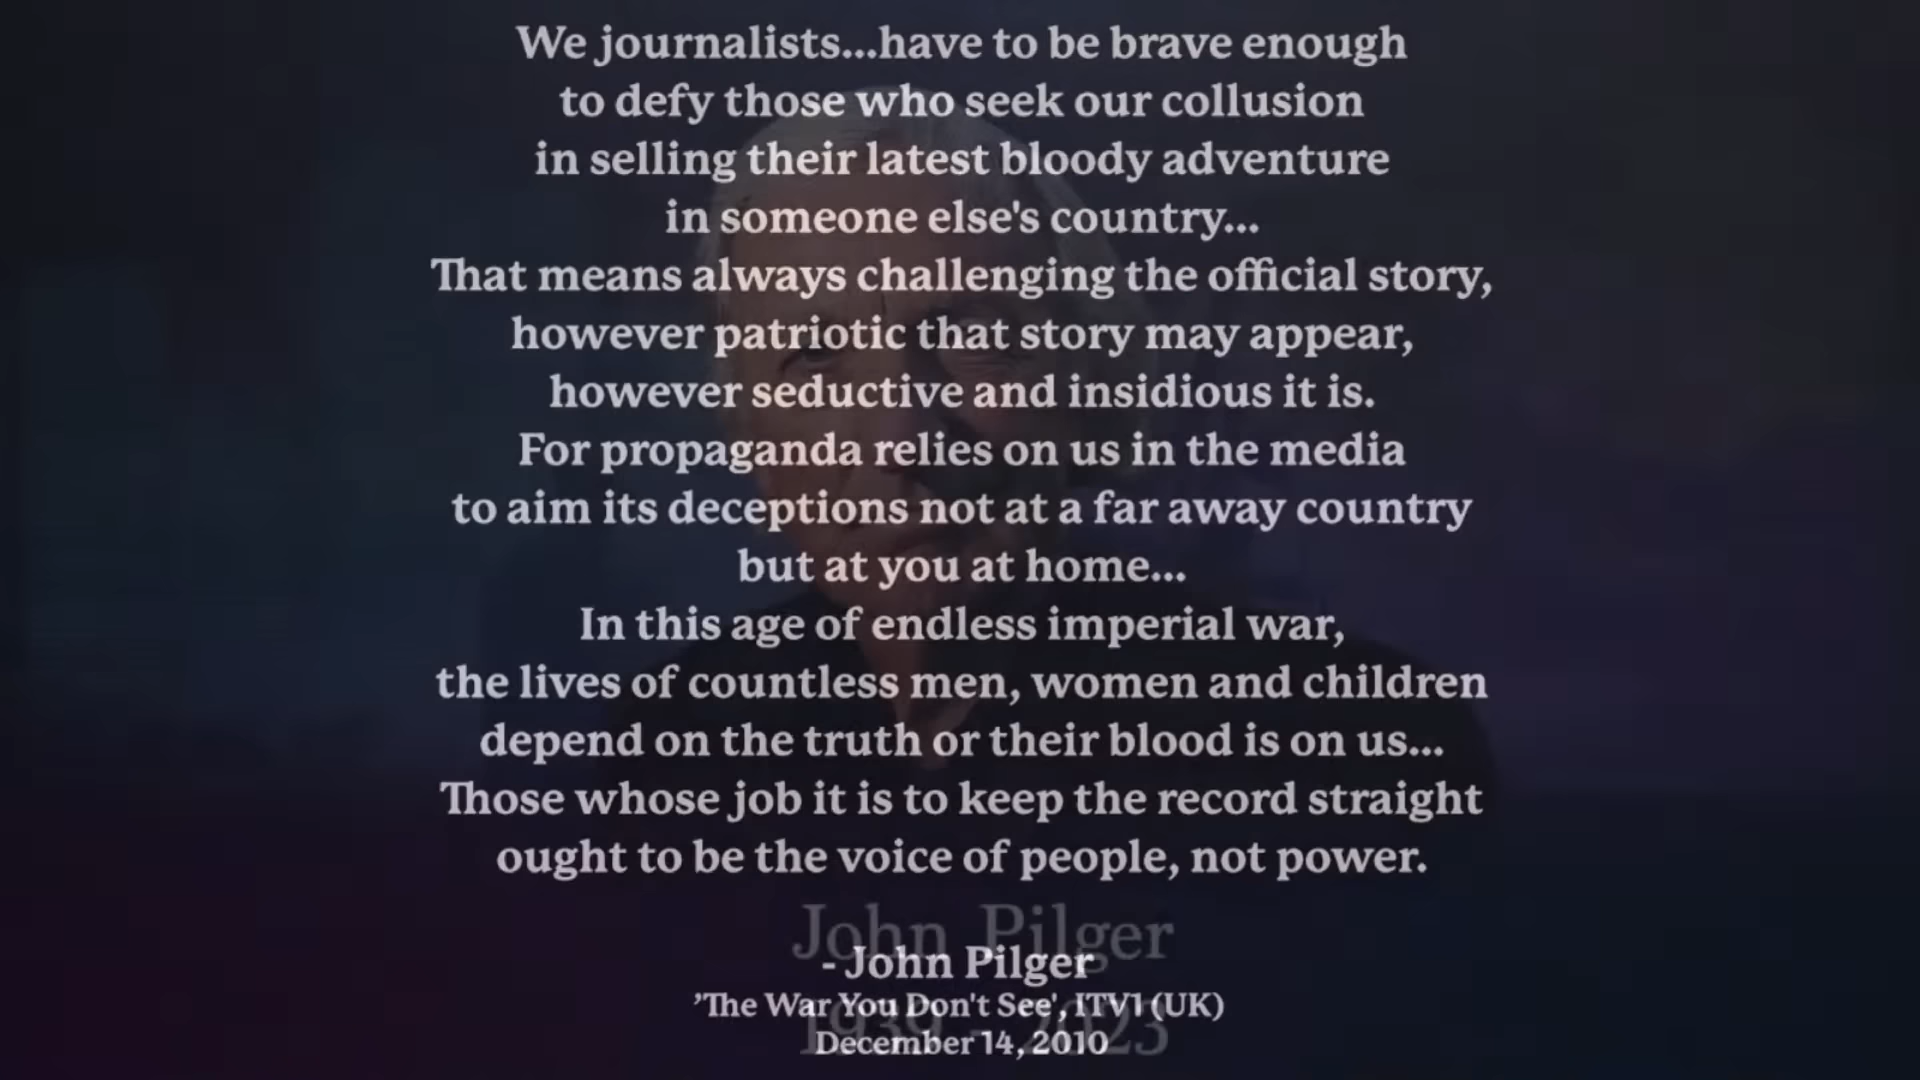 We journalists...have to be brave enough
to defy those who seek our collusion
in selling their latest bloody adventure
in someone else's country...
That means always challenging the official story,
however patriotic that story may appear,
however seductive and insidious it is.
For propaganda relies on us in the media
to aim its deceptions not at a far away country
but at you at home...
In this age of endless imperial war,
the lives of countless men, women and children
depend on the truth or their blood is on us...
Those whose job it is to keep the record straight
ought to be the voice of people, not power.
John Pilger
- John Pilger
’The War You Don't See', ITV1 (UK)
1939 - 2023
December 14, 2010